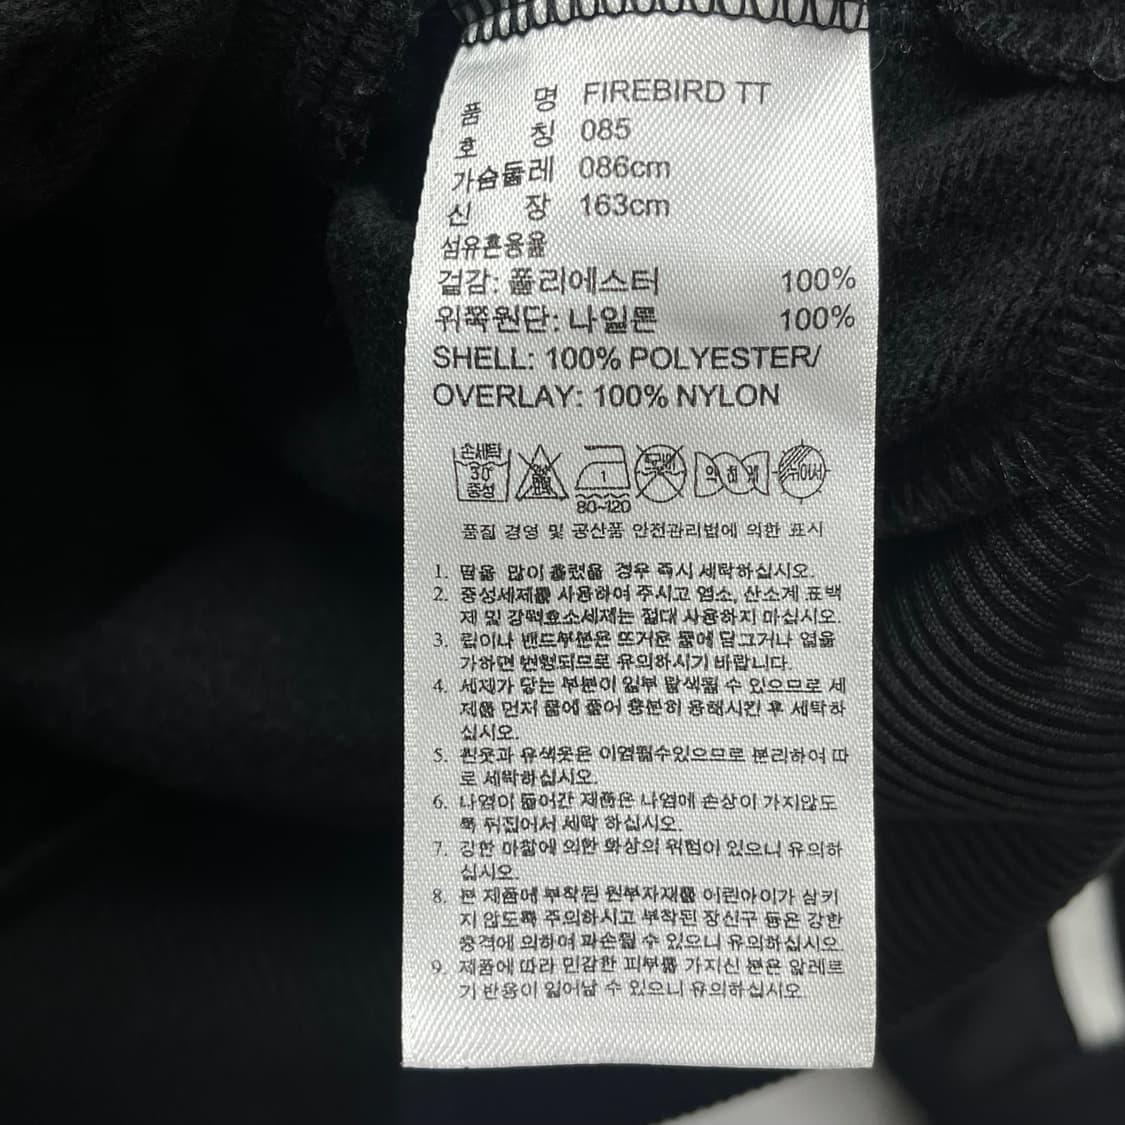 품 명 FIREBIRD TT
호 칭 085
가슴둘레 086cm
신 장 163cm
섬유혼용율
겉감: 폴리에스터 100%
위쪽원단: 나일론 100%
SHELL: 100% POLYESTER/
OVERLAY: 100% NYLON
손세탁 30 중성 1 80~120 드라이 약하게 뉘어서
품질 경영 및 공산품 안전관리법에 의한 표시
1. 땀을 많이 흘렸을 경우 즉시 세탁하십시오.
2. 중성세제를 사용하여 주시고 염소, 산소계 표백
제 및 강력효소세제는 절대 사용하지 마십시오.
3. 립이나 밴드부분은 뜨거운 물에 담그거나 열을
가하면 변형되므로 유의하시기 바랍니다.
4. 세제가 닿는 부분이 일부 탈색될 수 있으므로 세
제를 먼저 물에 풀어 충분히 용해시킨 후 세탁하
십시오.
5. 흰옷과 유색옷은 이염될수있으므로 분리하여 따
로 세탁하십시오.
6. 나염이 들어간 제품은 나염에 손상이 가지않도
록 뒤집어서 세탁 하십시오.
7. 강한 마찰에 의한 화상의 위험이 있으니 유의하
십시오.
8. 본 제품에 부착된 원부자재를 어린아이가 삼키
지 않도록 주의하시고 부착된 장신구 등은 강한
충격에 의하여 파손될 수 있으니 유의하십시오.
9. 제품에 따라 민감한 피부를 가지신 분은 알레르
기 반응이 일어날 수 있으니 유의하십시오.